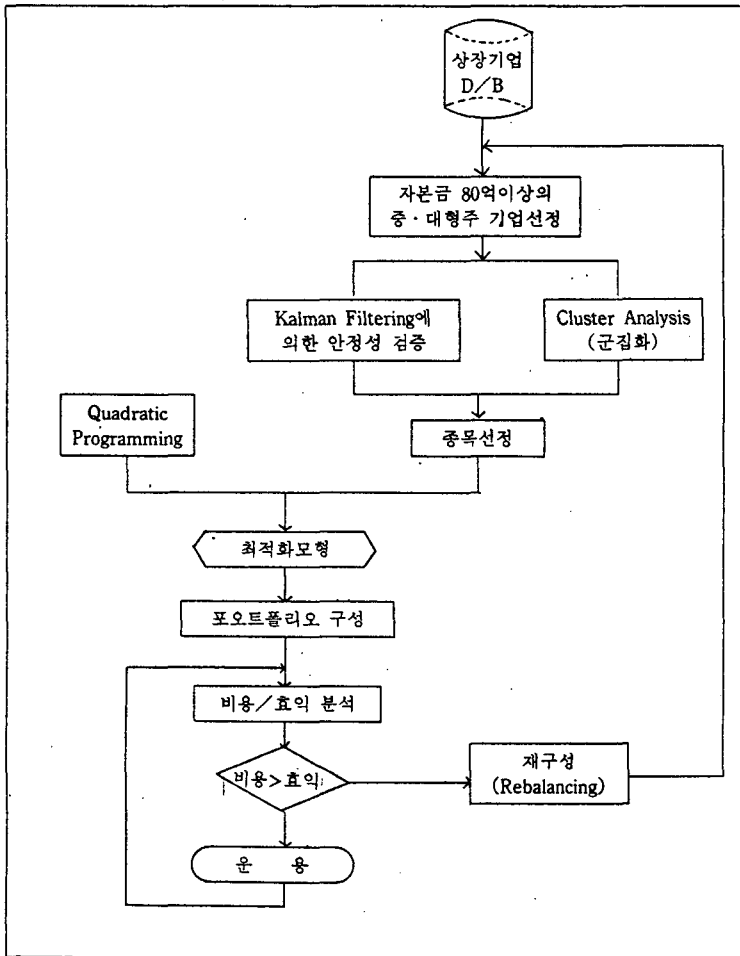 상장기업
D/B
자본금 80억이상의
중·대형주 기업선정
Kalman Filtering에
의한 안정성 검증
Cluster Analysis
(군집화)
Quadratic
Programming
종목선정
최적화모형
포오트폴리오 구성
비용/효익 분석
비용>효익
재구성
(Rebalancing)
운 용